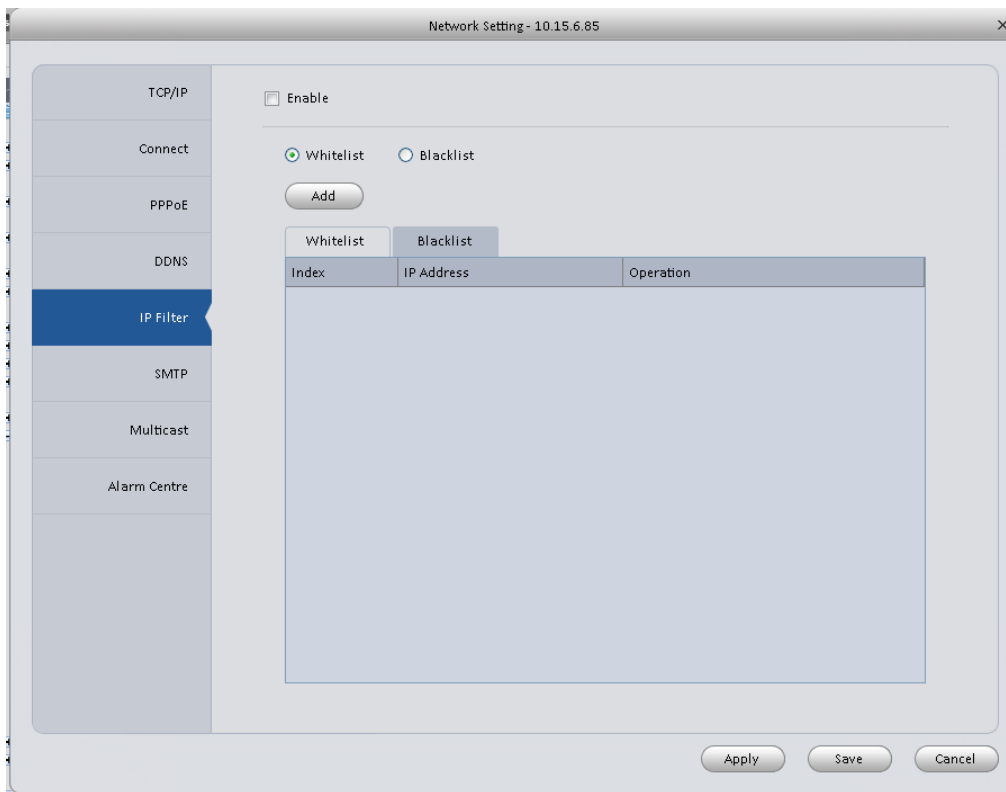 Network Setting - 10.15.6.85
TCP/IP
Connect
PPPoE
DDNS
IP Filter
SMTP
Multicast
Alarm Centre
Enable
Whitelist Blacklist
Add
Whitelist Blacklist
Index IP Address Operation
Apply Save Cancel